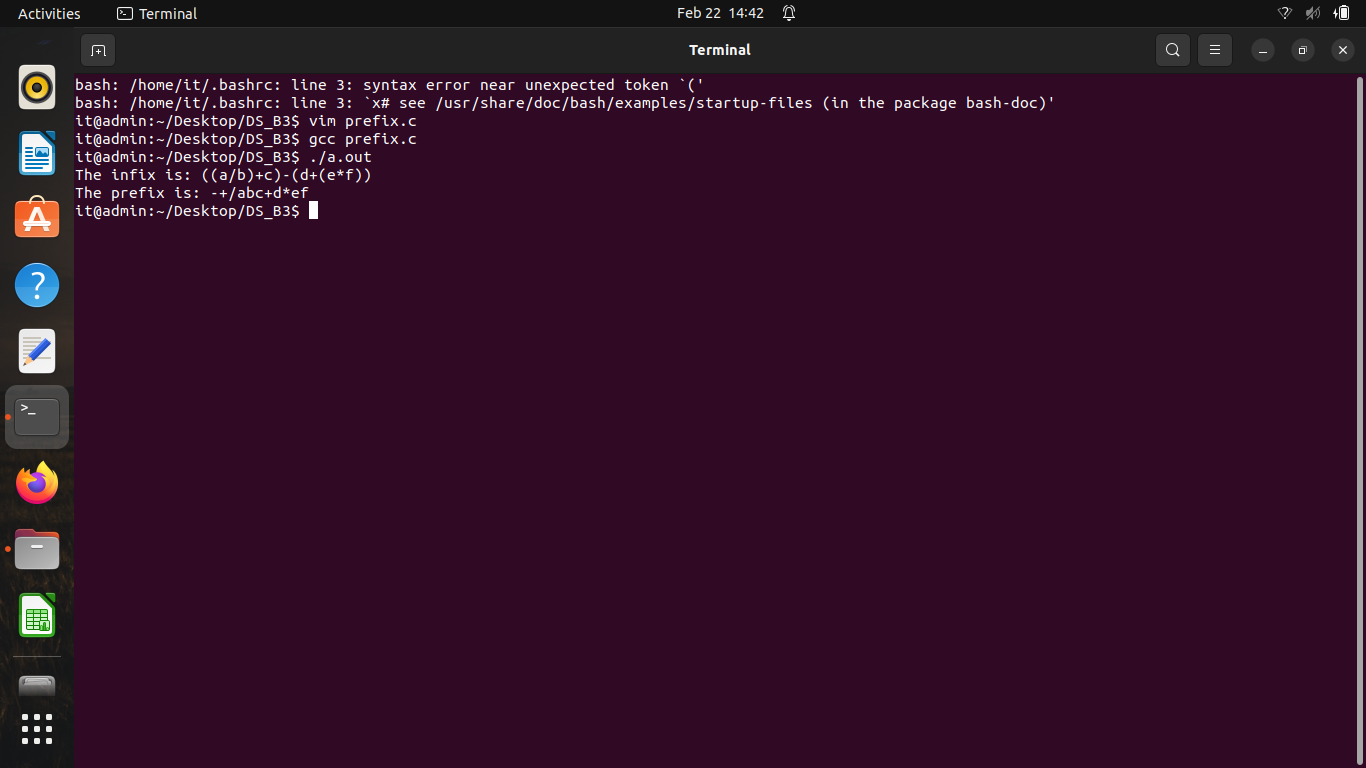 Activities Terminal Feb 22 14:42
Terminal
bash: /home/it/.bashrc: line 3: syntax error near unexpected token `('
bash: /home/it/.bashrc: line 3: `x# see /usr/share/doc/bash/examples/startup-files (in the package bash-doc)'
it@admin:~/Desktop/DS_B3$ vim prefix.c
it@admin:~/Desktop/DS_B3$ gcc prefix.c
it@admin:~/Desktop/DS_B3$ ./a.out
The infix is: ((a/b)+c)-(d+(e*f))
The prefix is: -+/abc+d*ef
it@admin:~/Desktop/DS_B3$